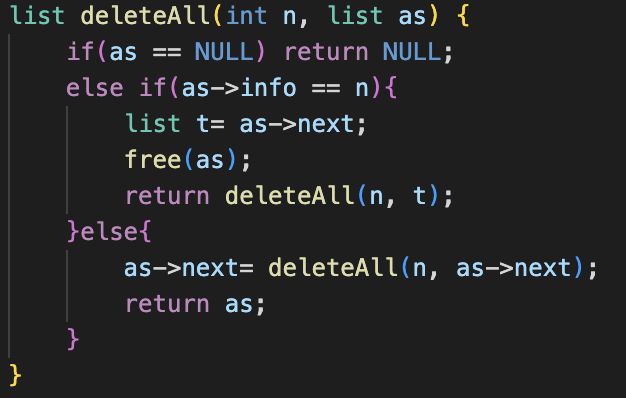 list deleteAll(int n, list as) {
    if(as == NULL) return NULL;
    else if(as->info == n){
        list t= as->next;
        free(as);
        return deleteAll(n, t);
    }else{
        as->next= deleteAll(n, as->next);
        return as;
    }
}